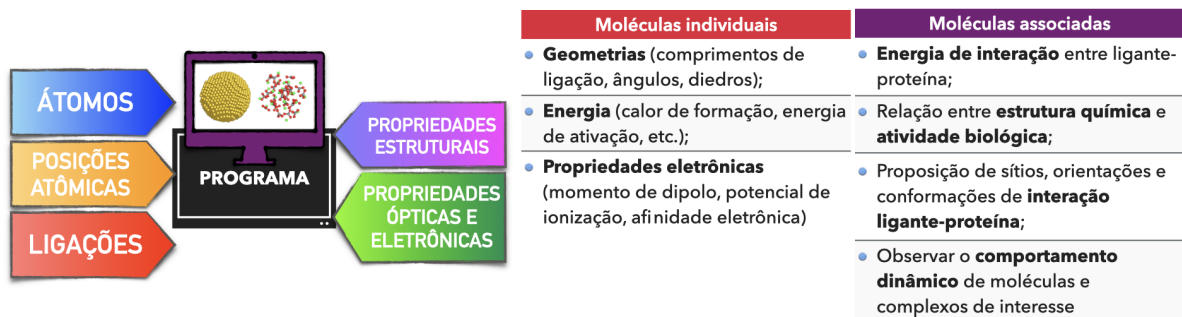 ÁTOMOS
POSIÇÕES
ATÔMICAS
LIGAÇÕES
PROGRAMA
PROPRIEDADES
ESTRUTURAIS
PROPRIEDADES
ÓPTICAS E
ELETRÔNICAS
Moléculas individuais
Geometrias (comprimentos de
ligação, ângulos, diedros);
Energia (calor de formação, energia
de ativação, etc.);
Propriedades eletrônicas
(momento de dipolo, potencial de
ionização, afinidade eletrônica)
Moléculas associadas
Energia de interação entre ligante-
proteína;
Relação entre estrutura química e
atividade biológica;
Proposição de sítios, orientações e
conformações de interação
ligante-proteína;
Observar o comportamento
dinâmico de moléculas e
complexos de interesse